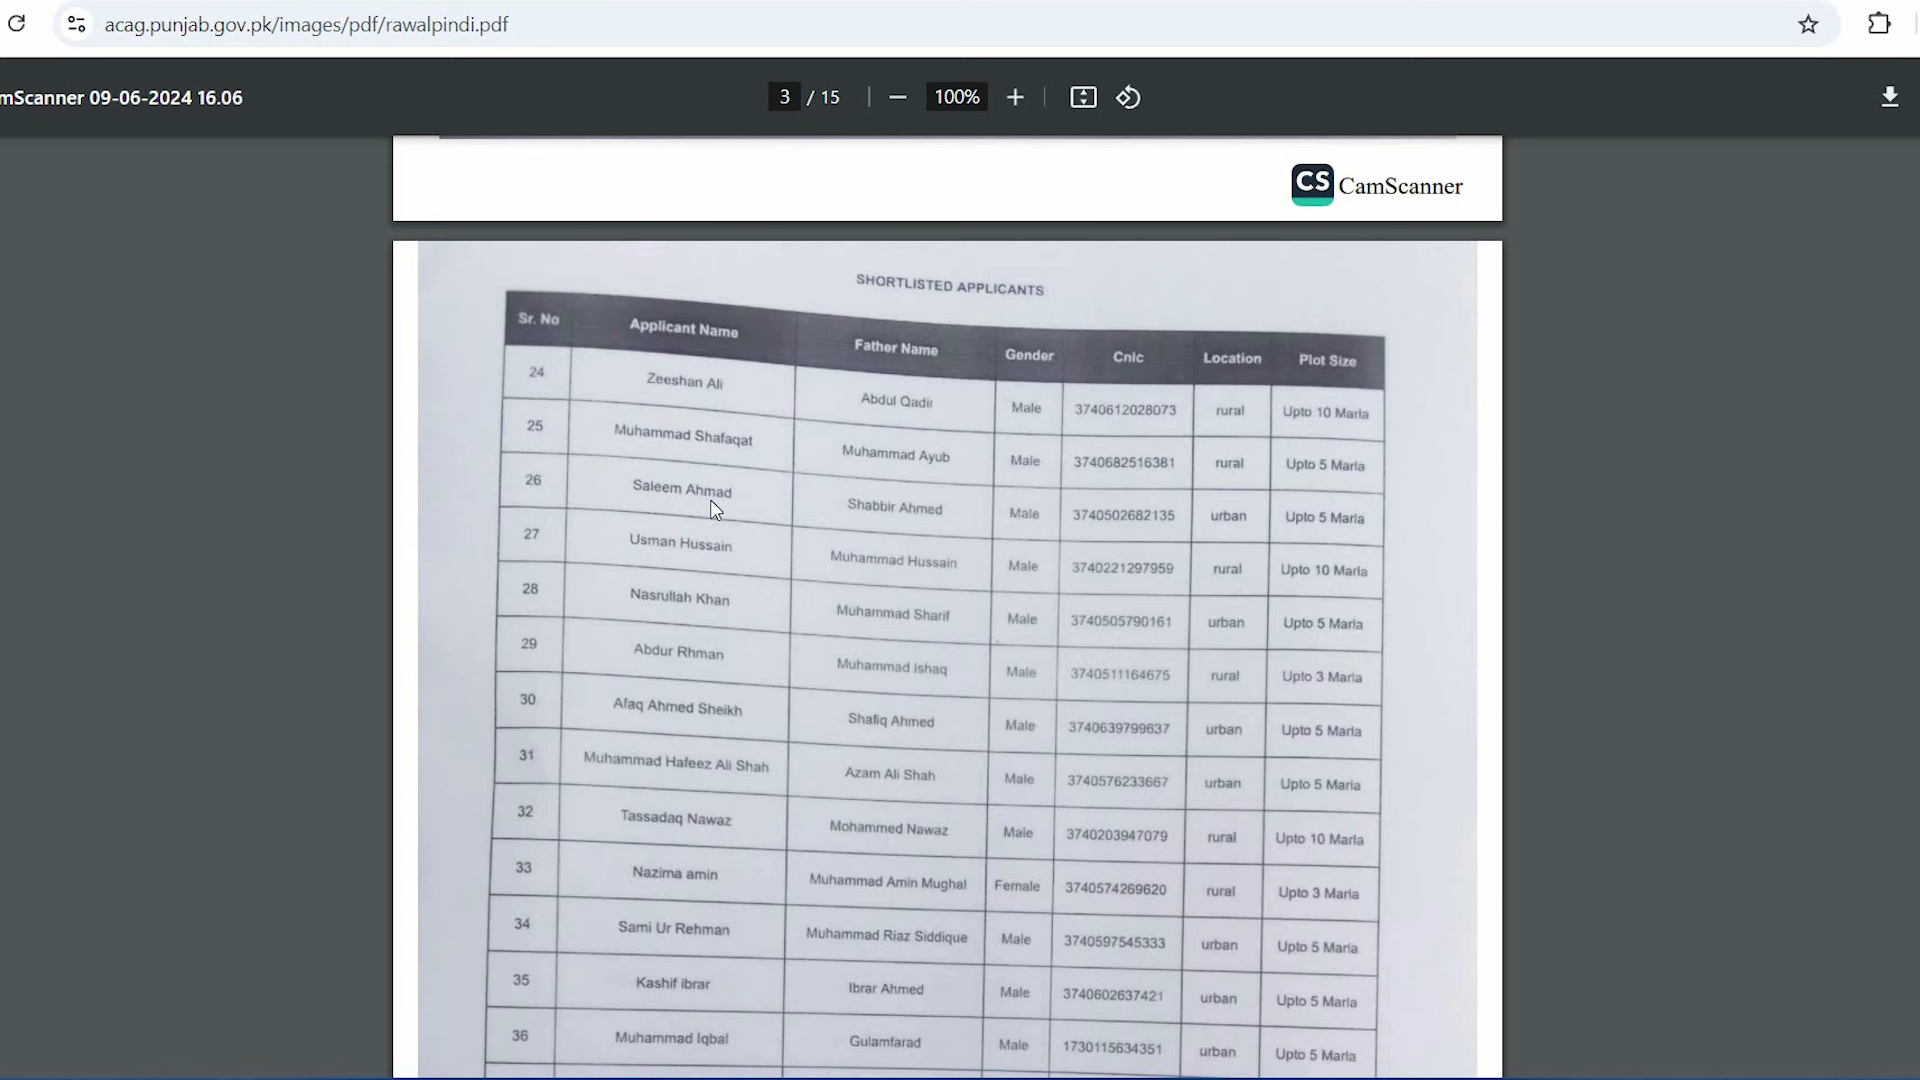 acag.punjab.gov.pk/images/pdf/rawalpindi.pdf
mScanner 09-06-2024 16.06
3 / 15
100%
CS CamScanner
SHORTLISTED APPLICANTS
Sr. No Applicant Name Father Name Gender Cnic Location Plot Size
24 Zeeshan Ali Abdul Qadir Male 3740612028073 rural Upto 10 Marla
25 Muhammad Shafaqat Muhammad Ayub Male 3740682516381 rural Upto 5 Marla
26 Saleem Ahmad Shabbir Ahmed Male 3740502682135 urban Upto 5 Marla
27 Usman Hussain Muhammad Hussain Male 3740221297959 rural Upto 10 Marla
28 Nasrullah Khan Muhammad Sharif Male 3740505790161 urban Upto 5 Marla
29 Abdur Rhman Muhammad Ishaq Male 3740511164675 rural Upto 3 Marla
30 Afaq Ahmed Sheikh Shafiq Ahmed Male 3740639799637 urban Upto 5 Marla
31 Muhammad Hafeez Ali Shah Azam Ali Shah Male 3740576233667 urban Upto 5 Marla
32 Tassadaq Nawaz Mohammed Nawaz Male 3740203947079 rural Upto 10 Marla
33 Nazima amin Muhammad Amin Mughal Female 3740574269620 rural Upto 3 Marla
34 Sami Ur Rehman Muhammad Riaz Siddique Male 3740597545333 urban Upto 5 Marla
35 Kashif ibrar Ibrar Ahmed Male 3740602637421 urban Upto 5 Marla
36 Muhammad Iqbal Gulamfarad Male 1730115634351 urban Upto 5 Marla